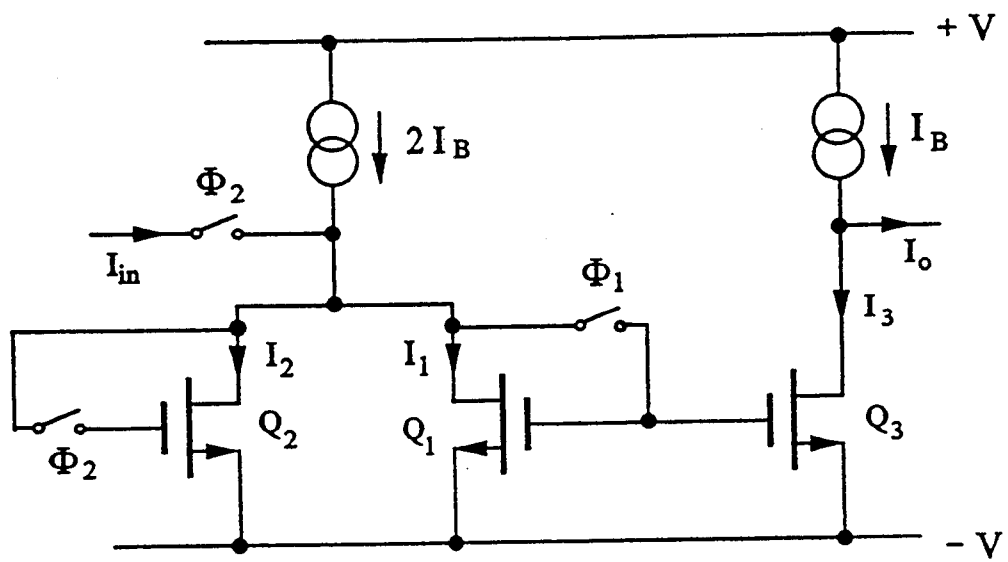 + V
2 I_B
I_B
Φ_2
I_in
I_o
Φ_1
I_3
I_2
I_1
Q_2
Q_1
Q_3
Φ_2
− V